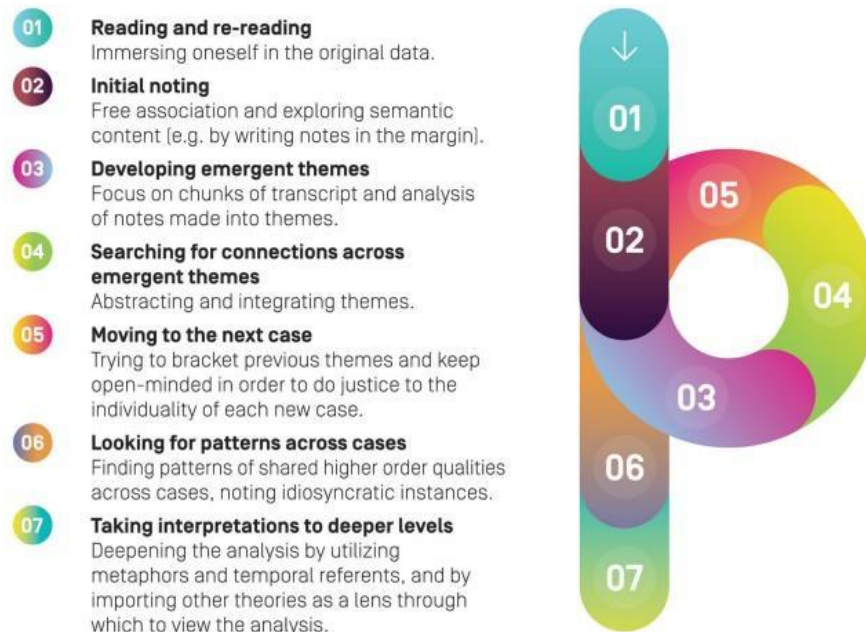 01
Reading and re-reading
Immersing oneself in the original data.
02
Initial noting
Free association and exploring semantic
content (e.g. by writing notes in the margin).
03
Developing emergent themes
Focus on chunks of transcript and analysis
of notes made into themes.
04
Searching for connections across
emergent themes
Abstracting and integrating themes.
05
Moving to the next case
Trying to bracket previous themes and keep
open-minded in order to do justice to the
individuality of each new case.
06
Looking for patterns across cases
Finding patterns of shared higher order qualities
across cases, noting idiosyncratic instances.
07
Taking interpretations to deeper levels
Deepening the analysis by utilizing
metaphors and temporal referents, and by
importing other theories as a lens through
which to view the analysis.
01
02
05
04
03
06
07